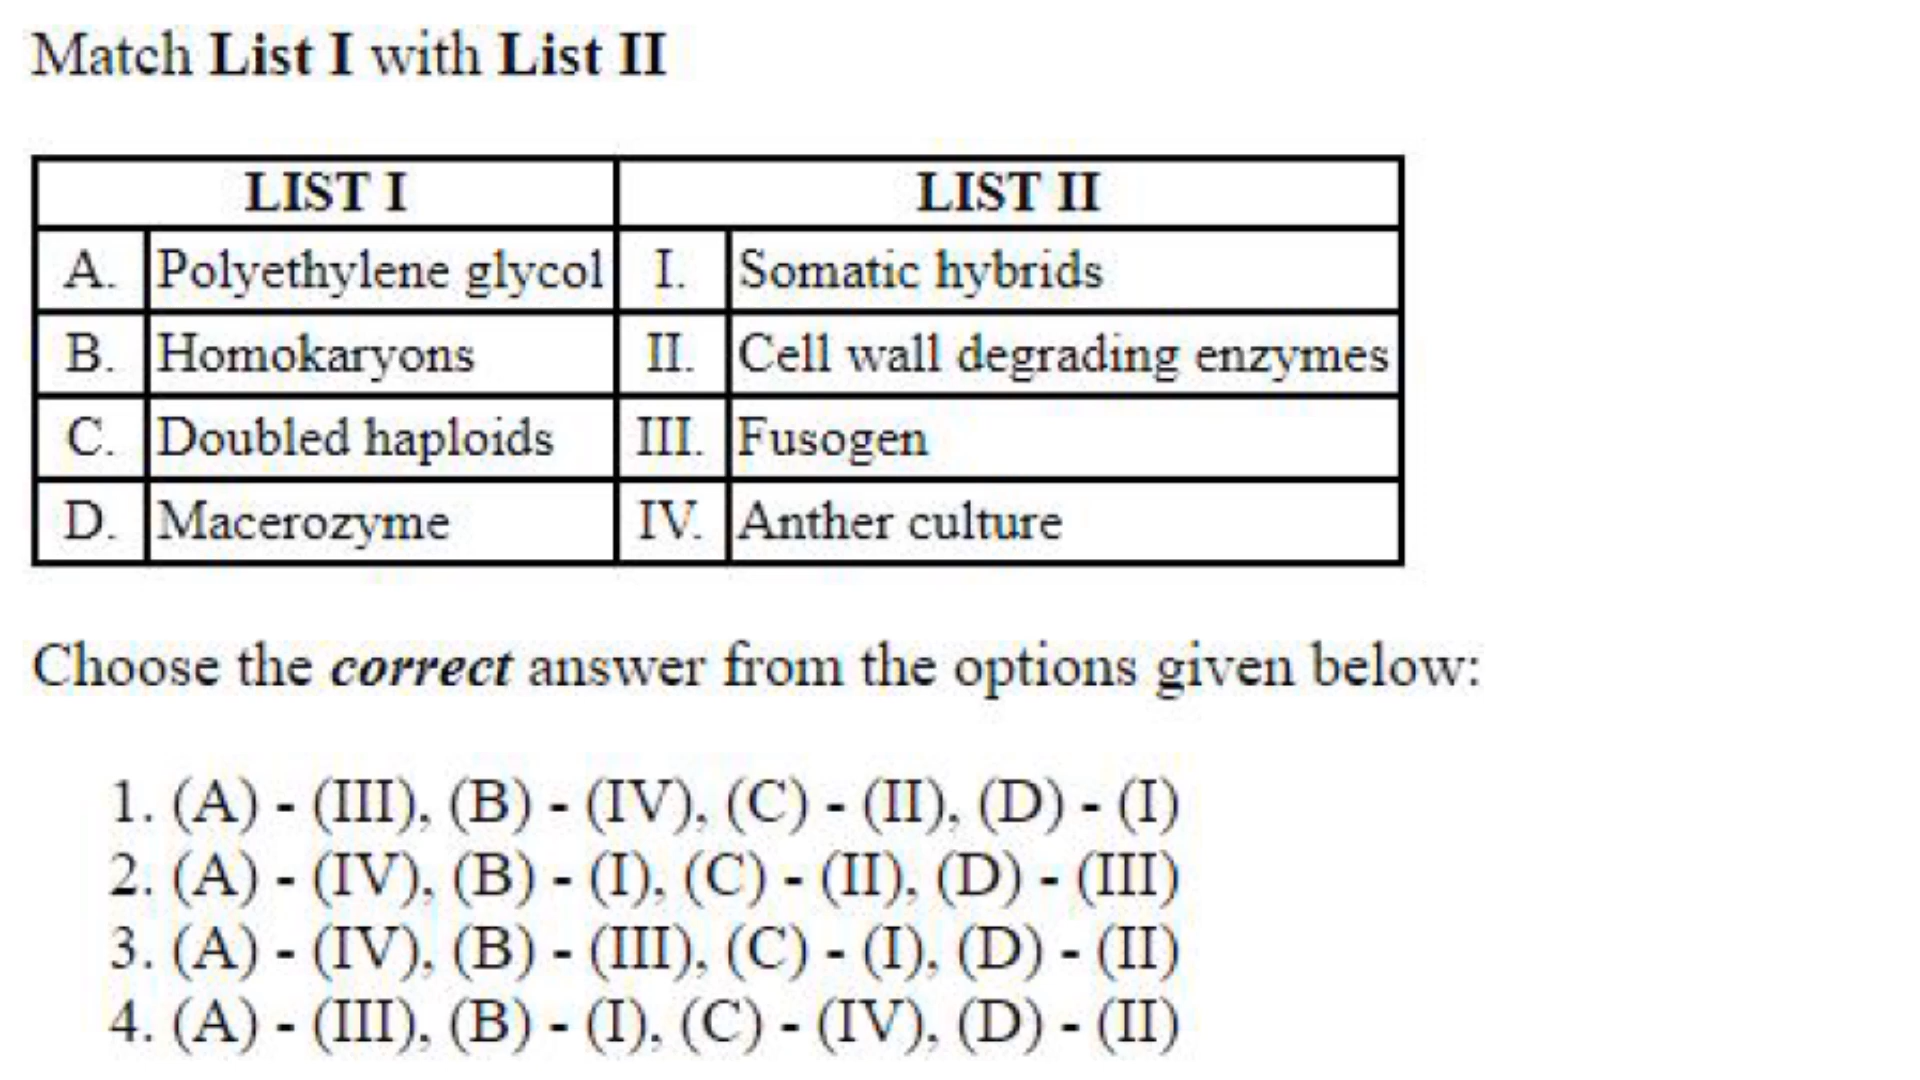 Match List I with List II
LIST I LIST II
A. Polyethylene glycol I. Somatic hybrids
B. Homokaryons II. Cell wall degrading enzymes
C. Doubled haploids III. Fusogen
D. Macerozyme IV. Anther culture
Choose the correct answer from the options given below:
1. (A) - (III), (B) - (IV), (C) - (II), (D) - (I)
2. (A) - (IV), (B) - (I), (C) - (II), (D) - (III)
3. (A) - (IV), (B) - (III), (C) - (I), (D) - (II)
4. (A) - (III), (B) - (I), (C) - (IV), (D) - (II)